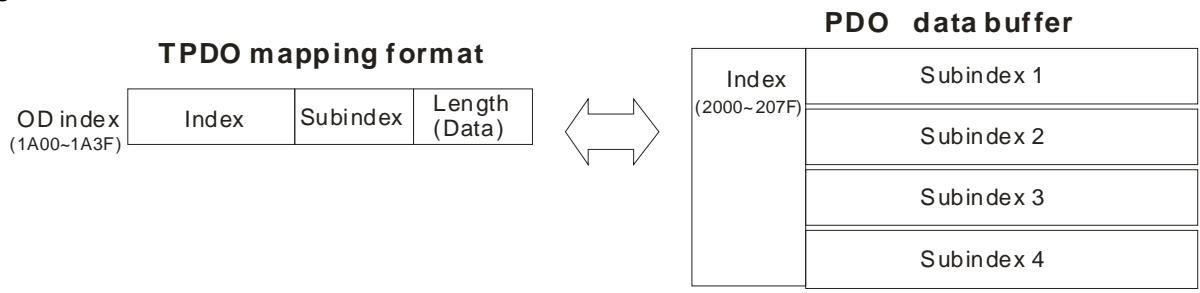 PDO data buffer
TPDO mapping format
OD index
(1A00~1A3F)
Index
Subindex
Length
(Data)
Index
(2000~207F)
Subindex 1
Subindex 2
Subindex 3
Subindex 4